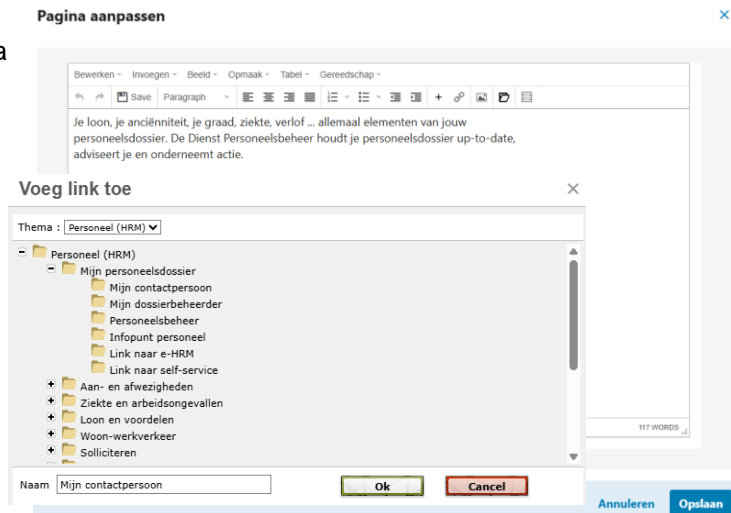 Pagina aanpassen
×
a
Bewerken Invoegen Beeld Opmaak Tabel Gereedschap
Save Paragraph
Je loon, je anciënniteit, je graad, ziekte, verlof ... allemaal elementen van jouw
personeelsdossier. De Dienst Personeelsbeheer houdt je personeelsdossier up-to-date,
adviseert je en onderneemt actie.
Voeg link toe
×
Thema : Personeel (HRM)
Personeel (HRM)
Mijn personeelsdossier
Mijn contactpersoon
Mijn dossierbeheerder
Personeelsbeheer
Infopunt personeel
Link naar e-HRM
Link naar self-service
Aan- en afwezigheden
Ziekte en arbeidsongevallen
Loon en voordelen
Woon-werkverkeer
Solliciteren
117 WORDS
Naam Mijn contactpersoon Ok Cancel
Annuleren Opslaan